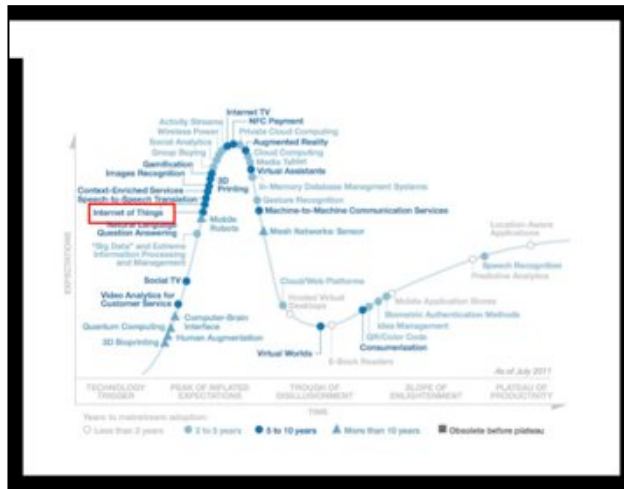 Internet TV
Activity Streams
NFC Payment
Wireless Power
Private Cloud Computing
Social Analytics
Augmented Reality
Group Buying
Cloud Computing
Gamification
Media Tablet
Images Recognition
3D
Printing
Virtual Assistants
Context-Enriched Services
In-Memory Database Managment Systems
Speech-to-Speech Translation
Gesture Recognition
Internet of Things
Machine-to-Machine Communication Services
Natural Language
Question Answering
Mobile
Robots
Mesh Networks: Sensor
Location-Aware
Applications
"Big Data" and Extreme
Information Processing
and Management
Speech Recognition
Predictive Analytics
Social TV
Cloud/Web Platforms
Hosted Virtual
Desktops
Mobile Application Stores
Video Analytics for
Customer Service
Biometric Authentication Methods
Computer-Brain
Interface
Idea Management
Quantum Computing
QR/Color Code
Human Augmentation
Consumerization
3D Bioprinting
Virtual Worlds
E-Book Readers
EXPECTATIONS
As of July 2011
TECHNOLOGY
TRIGGER
PEAK OF INFLATED
EXPECTATIONS
TROUGH OF
DISILLUSIONMENT
SLOPE OF
ENLIGHTENMENT
PLATEAU OF
PRODUCTIVITY
TIME
Years to mainstream adoption:
Less than 2 years
2 to 5 years
5 to 10 years
More than 10 years
Obsolete before plateau